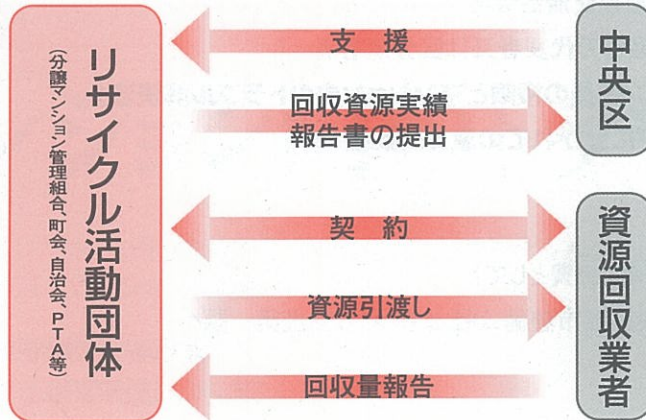 リサイクル活動団体
（分譲マンション管理組合、町会、自治会、PTA等）
支援
回収資源実績
報告書の提出
中央区
契約
資源引渡し
回収量報告
資源回収業者